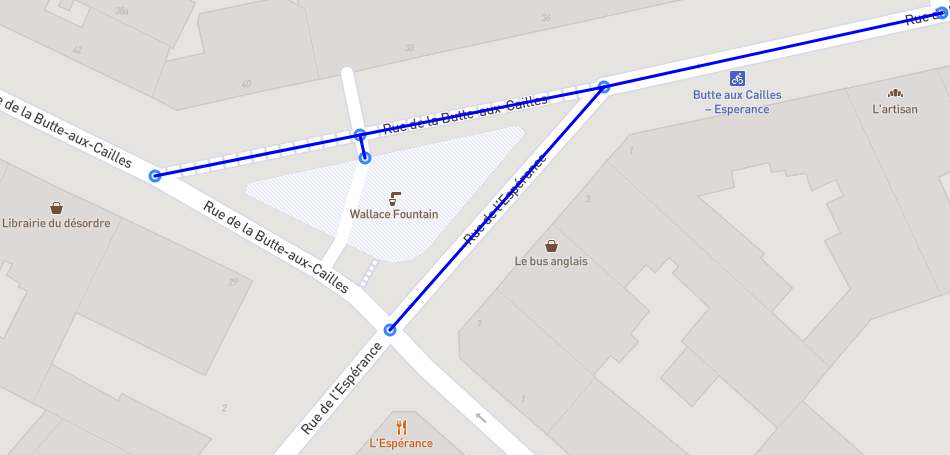 38a
36
42
38
40
Rue d
e de la Butte-aux-Cailles
Rue de la Butte-aux-Cailles
Butte aux Cailles
– Esperance
L'artisan
1
Rue de l'Espérance
3
Wallace Fountain
Librairie du désordre
Rue de la Butte-aux-Cailles
Le bus anglais
29
7
Rue de l'Espérance
2
1
L'Espérance